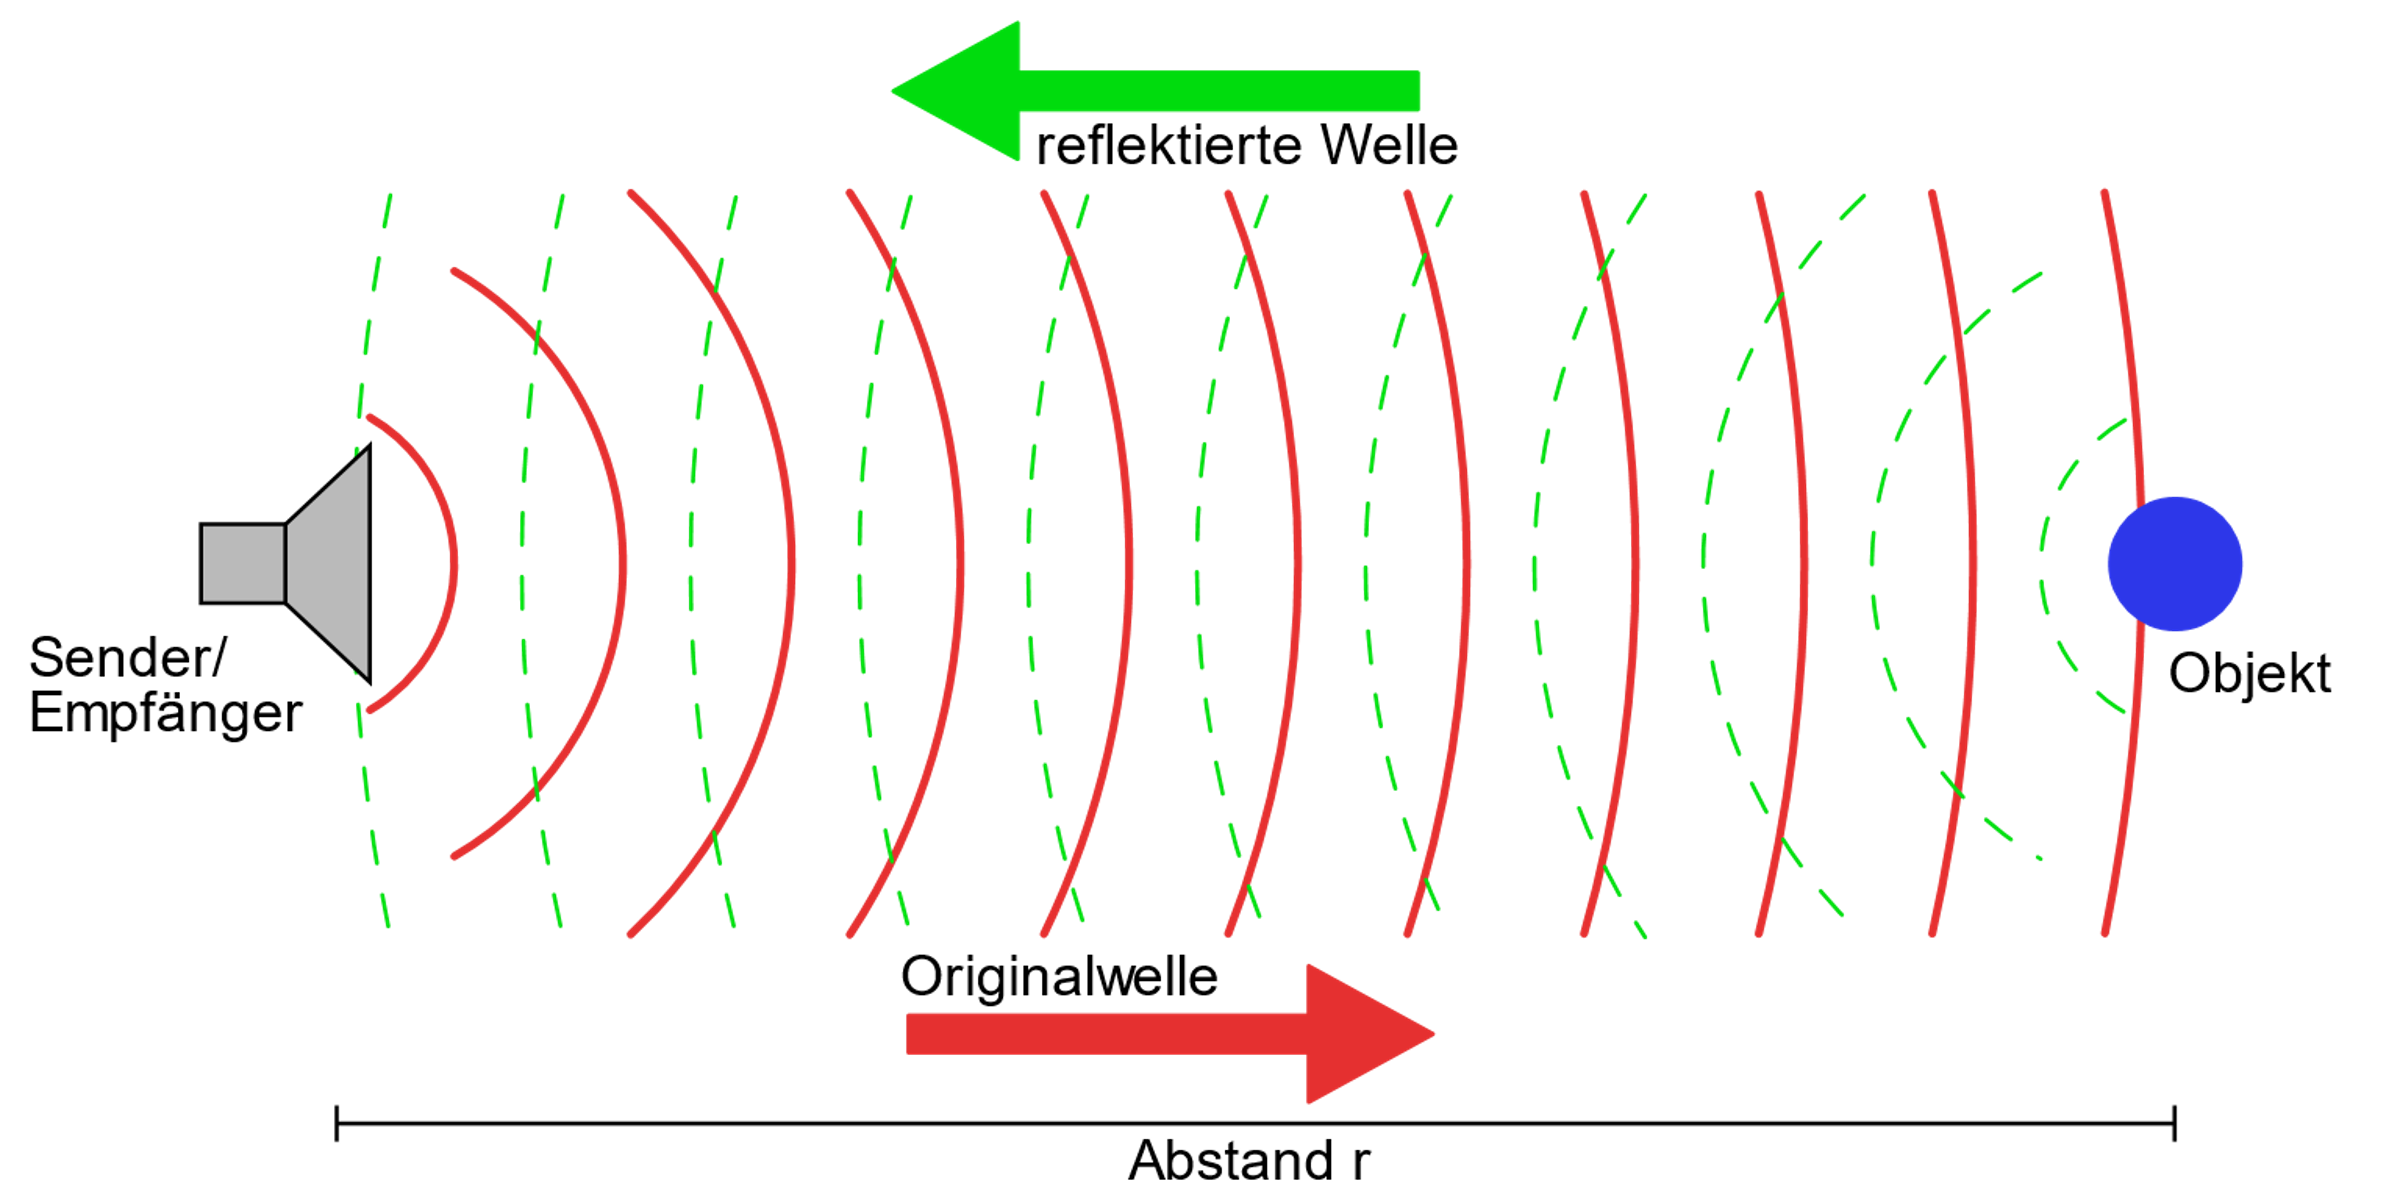 reflektierte Welle
Sender/
Empfänger
Objekt
Originalwelle
Abstand r